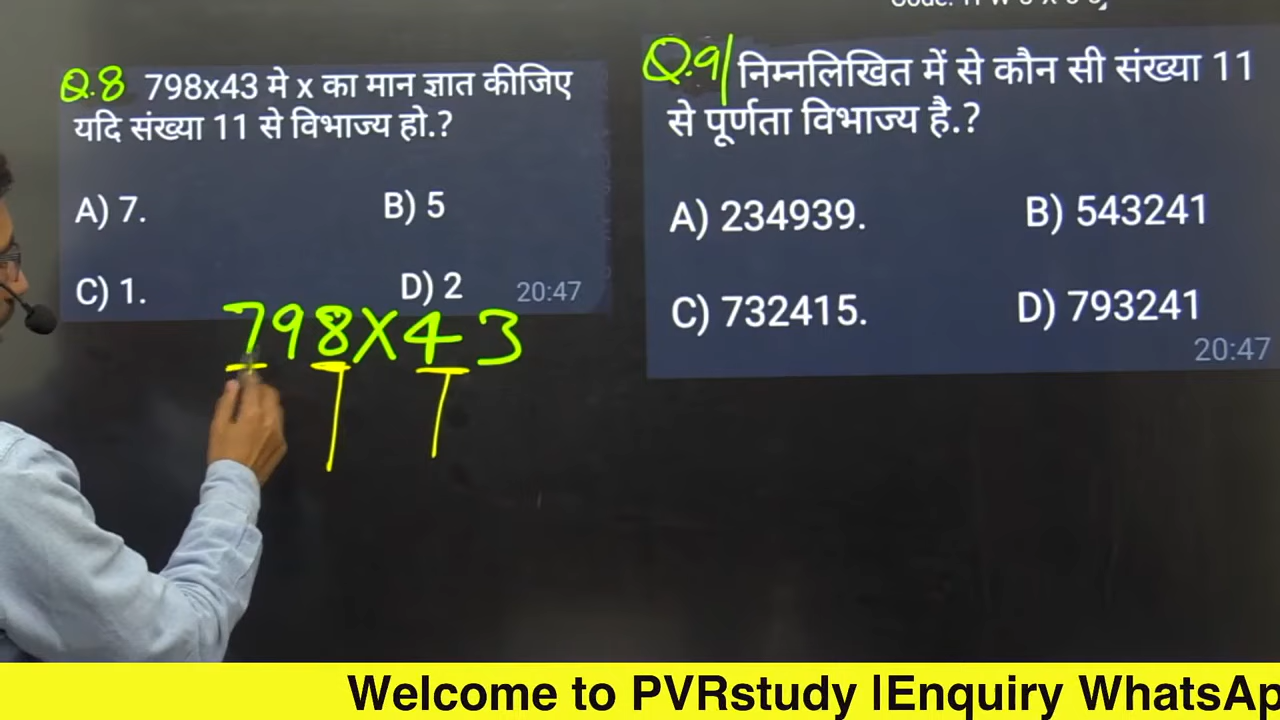 Q.8 798x43 मे x का मान ज्ञात कीजिए
यदि संख्या 11 से विभाज्य हो.?
A) 7.
B) 5
C) 1.
D) 2
20:47
798X43
Q.9 निम्नलिखित में से कौन सी संख्या 11
से पूर्णता विभाज्य है.?
A) 234939.
B) 543241
C) 732415.
D) 793241
20:47
Welcome to PVRstudy |Enquiry WhatsAp